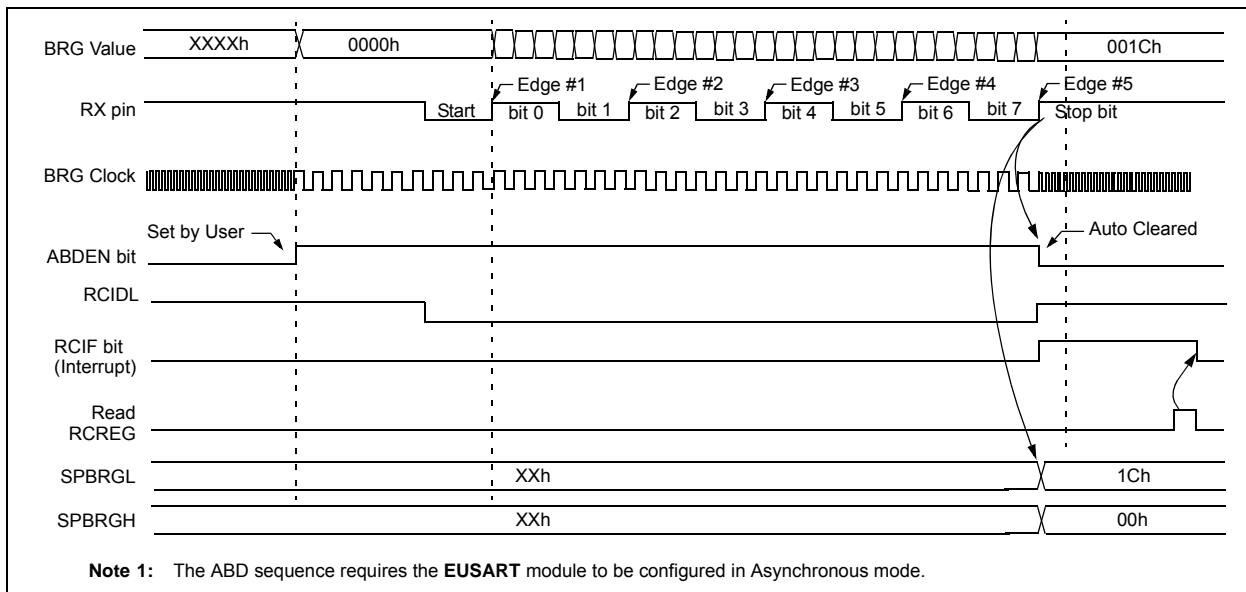 BRG Value XXXXh 0000h 001Ch
Edge #1 Edge #2 Edge #3 Edge #4 Edge #5
RX pin Start bit 0 bit 1 bit 2 bit 3 bit 4 bit 5 bit 6 bit 7 Stop bit
BRG Clock
Set by User Auto Cleared
ABDEN bit
RCIDL
RCIF bit
(Interrupt)
Read
RCREG
SPBRGL XXh 1Ch
SPBRGH XXh 00h
Note 1: The ABD sequence requires the EUSART module to be configured in Asynchronous mode.